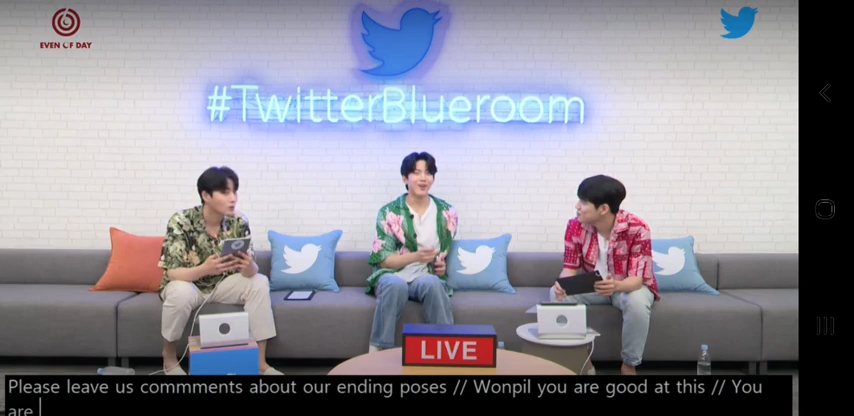 EVEN OF DAY
#TwitterBlueroom
LIVE
Please leave us commments about our ending poses // Wonpil you are good at this // You
are